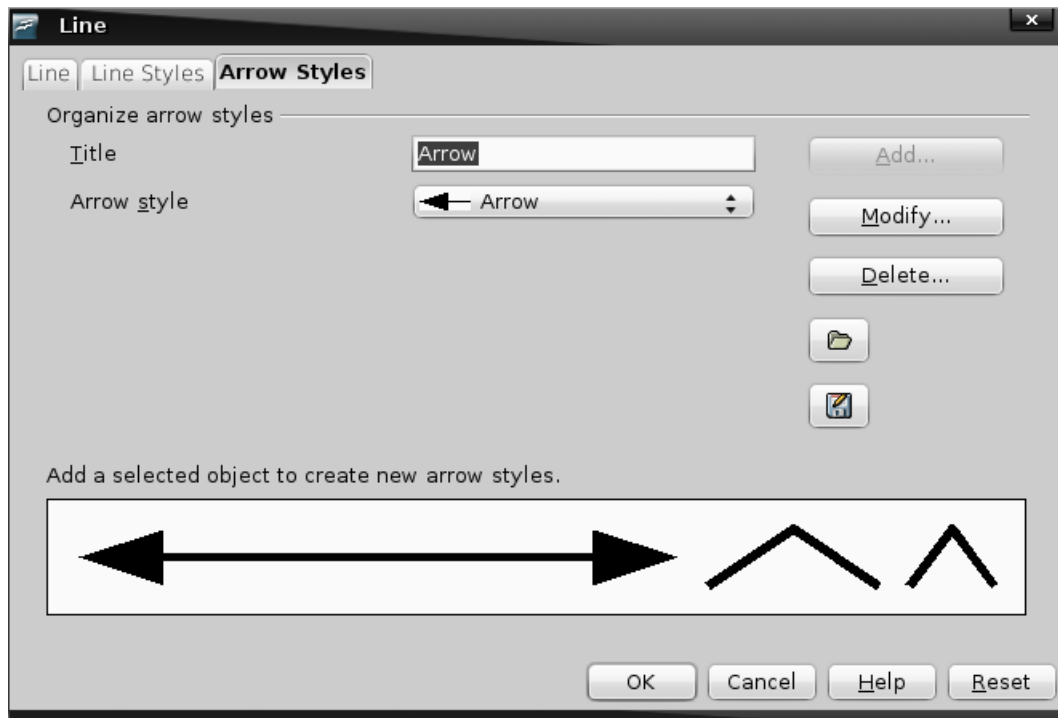 Line
Line Line Styles Arrow Styles
Organize arrow styles
Title Arrow Add...
Arrow style Arrow Modify...
Delete...
Add a selected object to create new arrow styles.
OK Cancel Help Reset